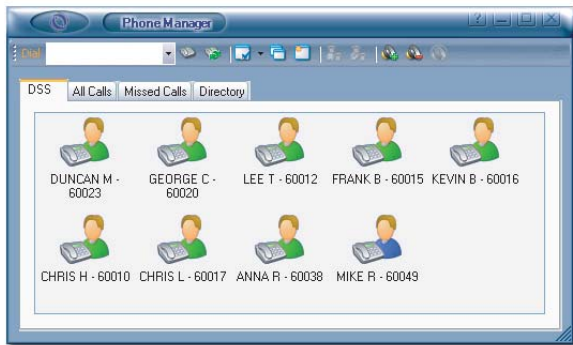 Phone Manager
Dial
DSS All Calls Missed Calls Directory
DUNCAN M - 60023
GEORGE C - 60020
LEE T - 60012
FRANK B - 60015
KEVIN B - 60016
CHRIS H - 60010
CHRIS L - 60017
ANNA R - 60038
MIKE R - 60049